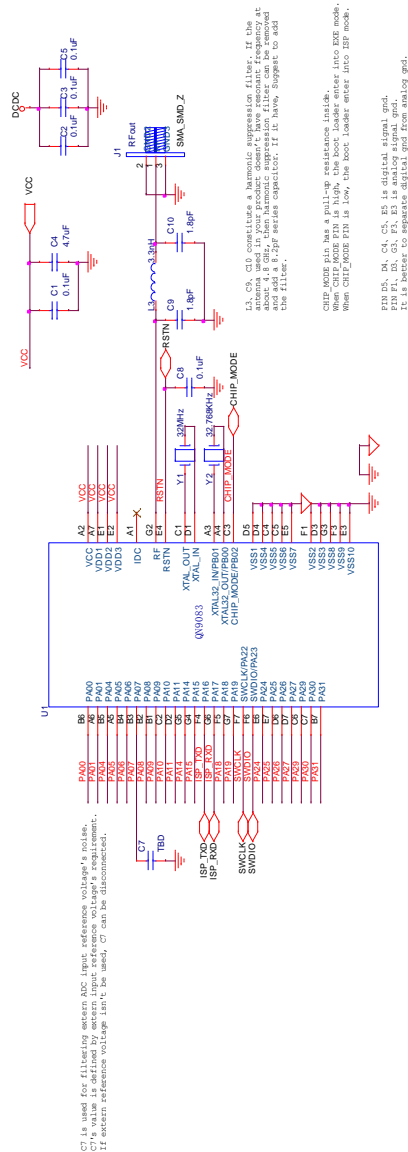 C7 is used for filtering extern ADC input reference voltage's noise.
C7's value is defined by extern input reference voltage's requirement.
If extern reference voltage isn't be used, C7 can be disconnected.
C7
TBD
ISP_TXD
ISP_RXD
SWCLK
SWDIO
PA00 B6 PA00
PA01 A6 PA01
PA04 B5 PA04
PA05 A5 PA05
PA06 B4 PA06
PA07 B3 PA07
PA08 B2 PA08
PA09 B1 PA09
PA10 C2 PA10
PA11 D2 PA11
PA14 G5 PA14
PA15 G4 PA15
ISP_TXD F4 PA16
ISP_RXD G6 PA17
PA18 F5 PA18
PA19 G7 PA19
SWCLK F7 SWCLK/PA22
SWDIO F6 SWDIO/PA23
PA24 E6 PA24
PA25 E7 PA25
PA26 D6 PA26
PA27 D7 PA27
PA29 C6 PA29
PA30 C7 PA30
PA31 B7 PA31
U1
QN9083
VCC A2 VCC
VDD1 A7 VCC
VDD2 E1 VCC
VDD3 E2 VCC
IDC A1
RF G2
RSTN E4 RSTN
XTAL_OUT C1
XTAL_IN D1
XTAL32_IN/PB01 A3
XTAL32_OUT/PB00 A4
CHIP_MODE/PB02 C3 CHIP_MODE
VSS1 D5
VSS4 D4
VSS5 C4
VSS6 C5
VSS7 E5
VSS2 F1
VSS3 D3
VSS8 G3
VSS9 F3
VSS10 E3
Y1
32MHz
Y2
32.768KHz
CHIP_MODE
C8
0.1uF
RSTN
L3
3.3nH
C9
1.8pF
C10
1.8pF
J1
RFout
2
1
3
SMA_SMD_Z
VCC
VCC
C1
0.1uF
C4
4.7uF
DCDC
C2
0.1uF
C3
0.1uF
C5
0.1uF
L3, C9, C10 constitute a harmonic suppression filter. If the
antenna used in your product doesn't have resonant frequency at
about 4.8 GHz, then harmonic suppression filter can be removed
and add a 8.2pF series capacitor. If it have, Suggest to add
the filter.
CHIP_MODE pin has a pull-up resistance inside.
When CHIP_MODE PIN is high, the boot loader enter into EXE mode.
When CHIP_MODE PIN is low, the boot loader enter into ISP mode.
PIN D5, D4, C4, C5, E5 is digital signal gnd.
PIN F1, D3, G3, F3, E3 is analog signal gnd.
It is better to separate digital gnd from analog gnd.